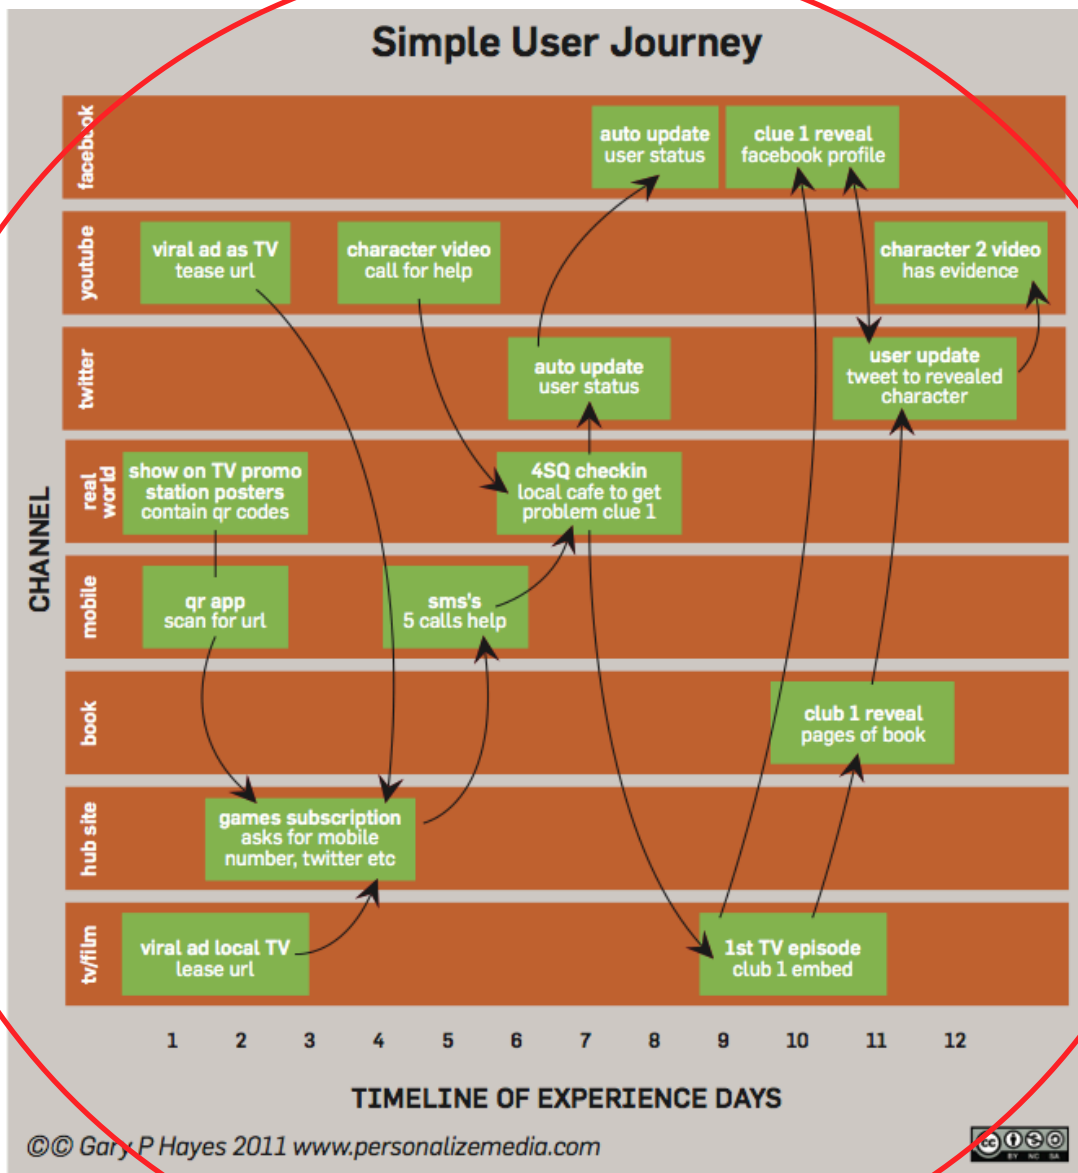 Simple User Journey
facebook
auto update
user status
clue 1 reveal
facebook profile
youtube
viral ad as TV
tease url
character video
call for help
character 2 video
has evidence
twitter
auto update
user status
user update
tweet to revealed
character
CHANNEL
real
world
show on TV promo
station posters
contain qr codes
4SQ checkin
local cafe to get
problem clue 1
mobile
qr app
scan for url
sms's
5 calls help
book
club 1 reveal
pages of book
hub site
games subscription
asks for mobile
number, twitter etc
tv/film
viral ad local TV
lease url
1st TV episode
club 1 embed
1 2 3 4 5 6 7 8 9 10 11 12
TIMELINE OF EXPERIENCE DAYS
©© Gary P Hayes 2011 www.personalizemedia.com
cc
BY NC SA